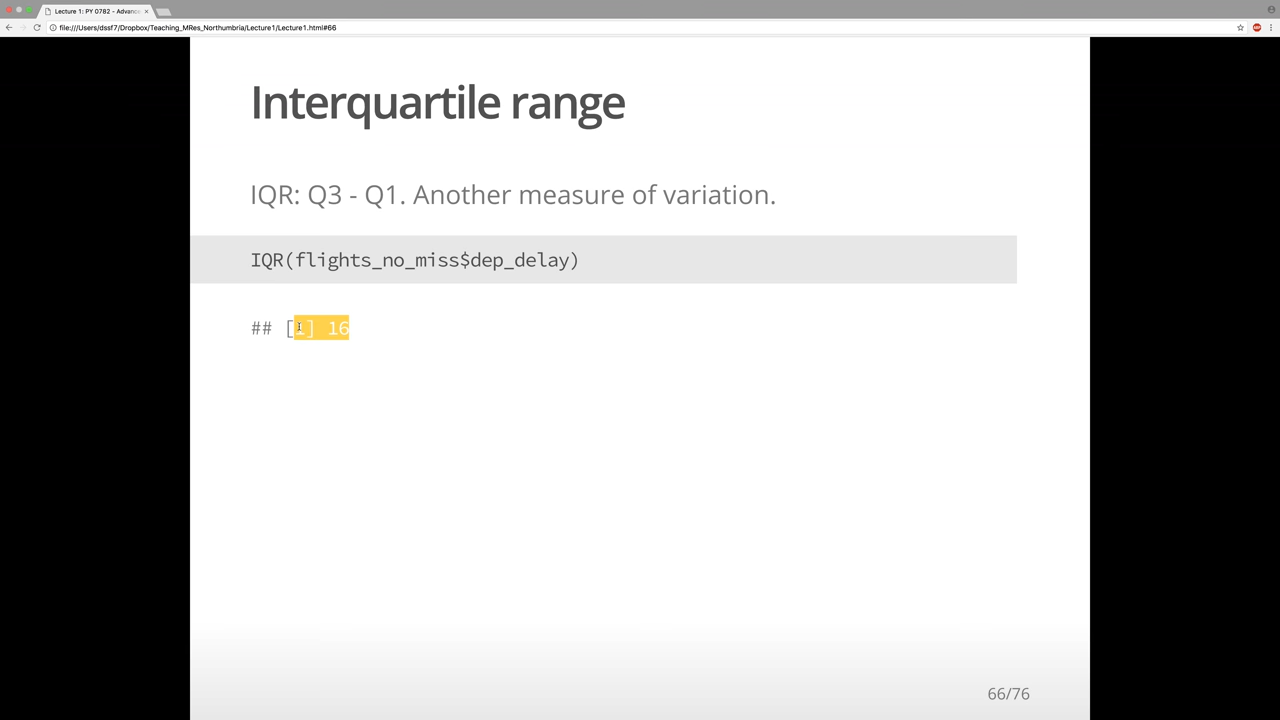 Lecture 1: PY 0782 - Advanc
file:///Users/dssf7/Dropbox/Teaching_MRes_Northumbria/Lecture1/Lecture1.html#66
Interquartile range
IQR: Q3 - Q1. Another measure of variation.
IQR(flights_no_miss$dep_delay)
## [1] 16
66/76